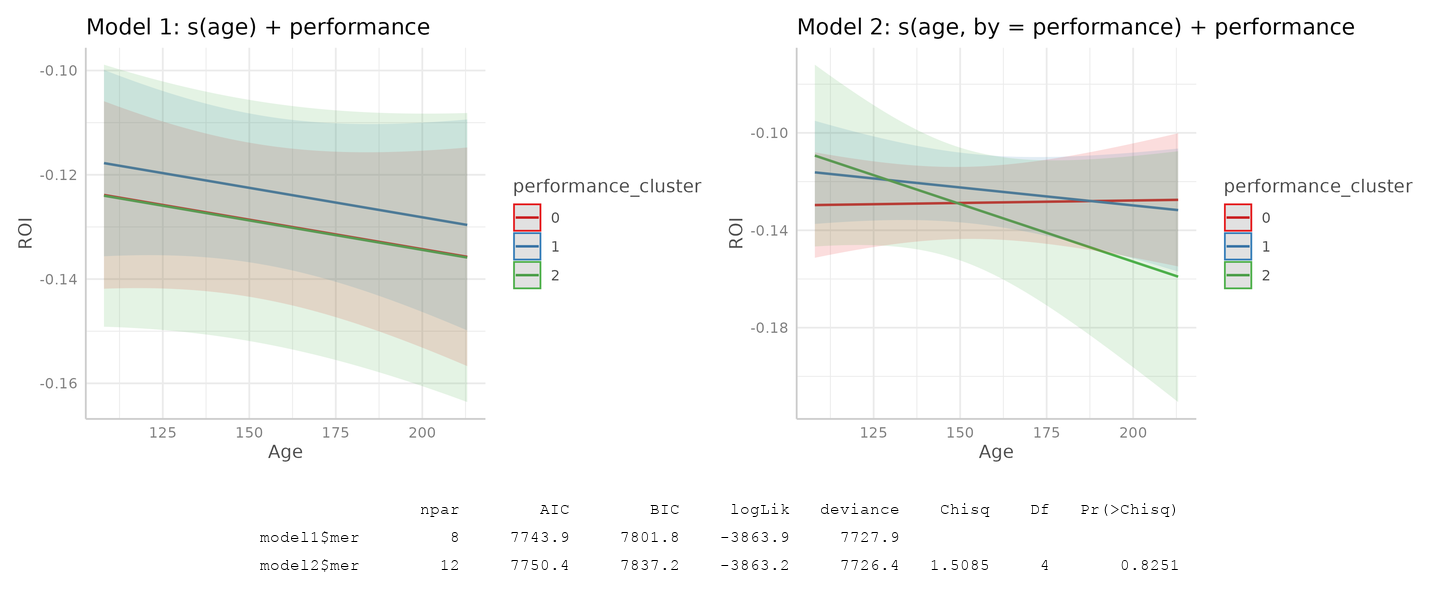 Model 1: s(age) + performance
-0.10
-0.12
-0.14
-0.16
ROI
125 150 175 200
Age
performance_cluster
0
1
2
Model 2: s(age, by = performance) + performance
-0.10
-0.14
-0.18
ROI
125 150 175 200
Age
performance_cluster
0
1
2
npar AIC BIC logLik deviance Chisq Df Pr(>Chisq)
model1$mer 8 7743.9 7801.8 -3863.9 7727.9
model2$mer 12 7750.4 7837.2 -3863.2 7726.4 1.5085 4 0.8251